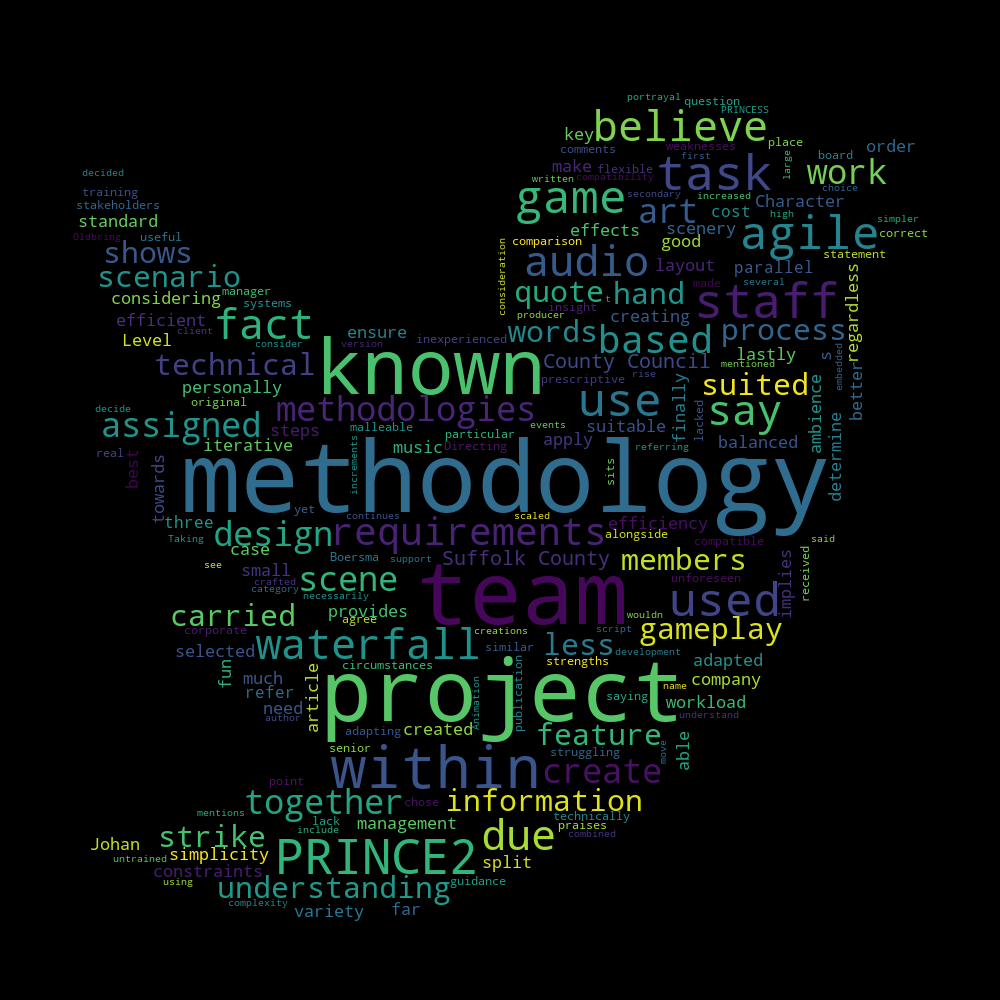 portrayal
question
PRINCESS
believe
key
weaknesses
place
comments
first
large
board
order
make
flexible
task
work
written
compatibility
choice
decided
training
stakeholders
standard
Oldbring
useful
shows
game
secondary
increased
Character
art
cost
high
simpler
effects
scenery
agile
correct
comparison
good
statement
consideration
audio
layout
parallel
several
regardless
scenario
manager
considering
systems
quote
t
hand
insight
made
staff
embedded
efficient
client
fact
ensure
inexperienced
producer
creating
process
Level
consider
version
known
words
based
mentioned
s
lastly
technical
County Council
rise
personally
prescriptive
suited
better
original
methodologies
use
say
decide
assigned
steps
malleable
particular
events
apply
suitable
finally
lacked
balanced
ambience
real
iterative
music
Directing
referring
best
towards
increments
methodology
sits
determine
yet
continues
scaled
three
design
requirements
efficiency
Taking
alongside
compatible
said
case
Boersma
support
Suffolk County
members
see
small
crafted
scene
team
unforeseen
implies
received
category
necessarily
carried
provides
used
wouldn
corporate
agree
creations
script
gameplay
selected
waterfall
similar
less
development
fun
circumstances
strengths
adapted
much
project
name
company
refer
article
Animation
publication
saying
workload
need
author
adapting
created
feature
understand
senior
within
struggling
move
able
point
create
together
chose
information
mentions
lack
management
technically
include
due
praises
combined
Johan
strike
untrained
simplicity
PRINCE2
split
constraints
using
understanding
guidance
complexity
variety
far